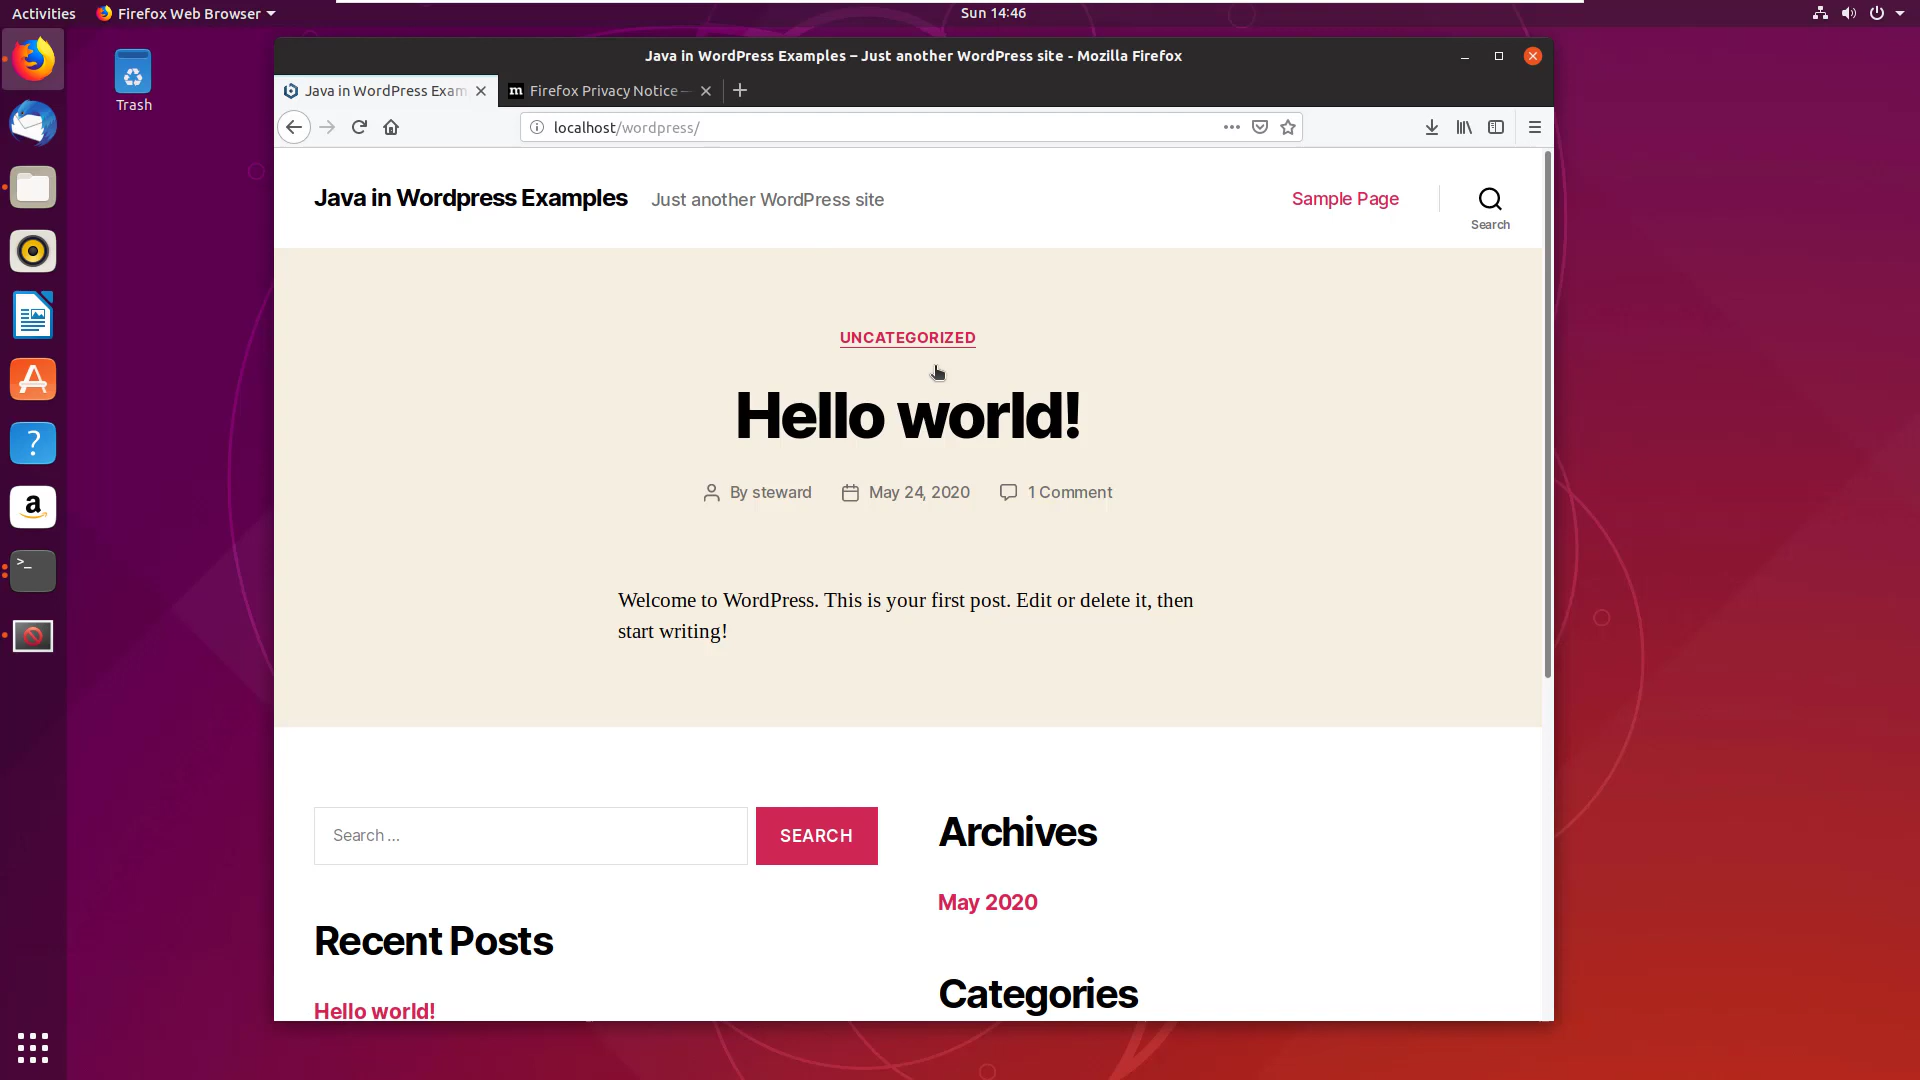 Activities
Firefox Web Browser
Sun 14:46
Trash
Java in WordPress Examples – Just another WordPress site - Mozilla Firefox
Java in WordPress Exam
m
Firefox Privacy Notice —
localhost/wordpress/
Java in Wordpress Examples
Just another WordPress site
Sample Page
Search
UNCATEGORIZED
Hello world!
By steward
May 24, 2020
1 Comment
Welcome to WordPress. This is your first post. Edit or delete it, then
start writing!
Search …
SEARCH
Archives
May 2020
Recent Posts
Categories
Hello world!